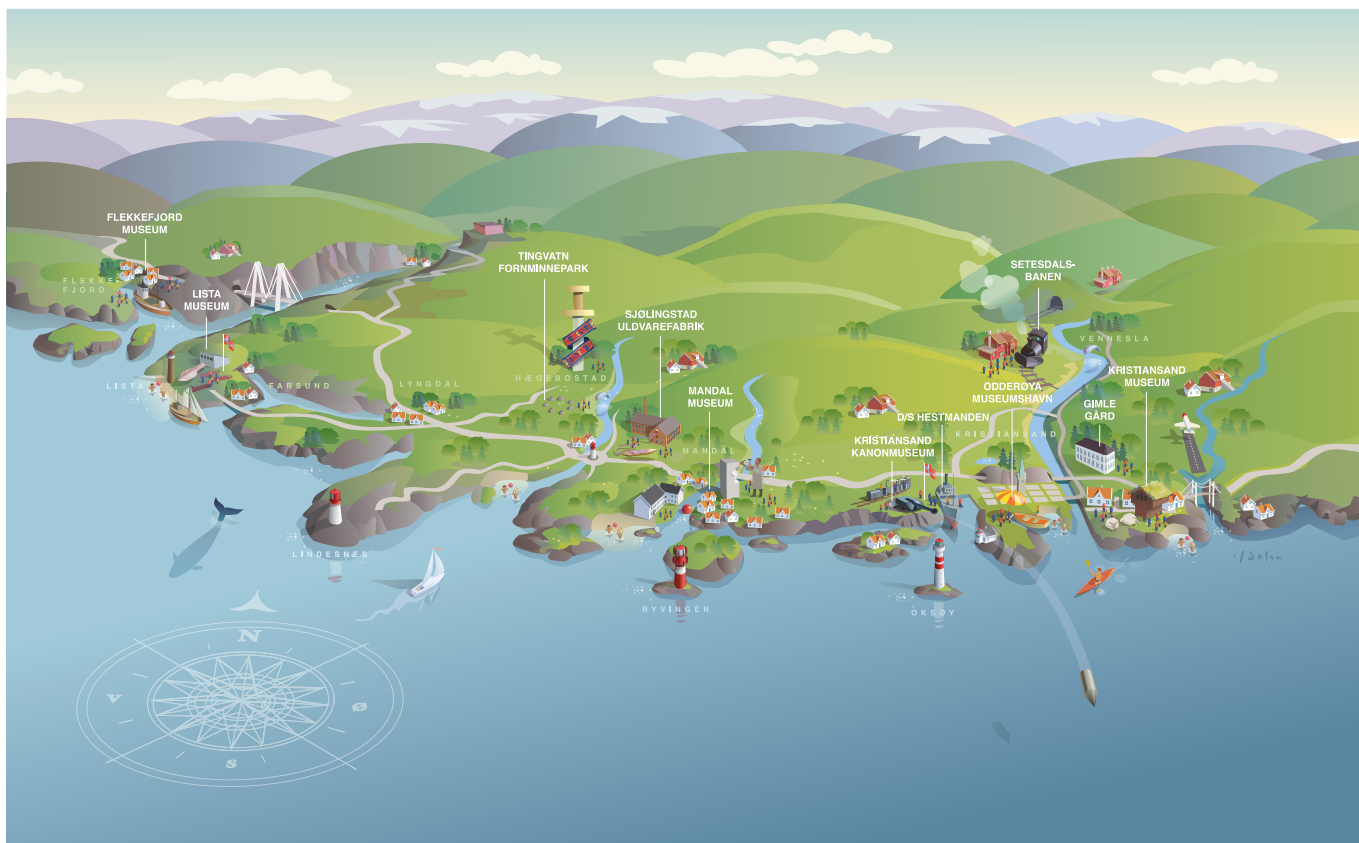 FLEKKEFJORD
MUSEUM
FLEKKE-
FJORD
LISTA
MUSEUM
LISTA
FARSUND
LYNGDAL
TINGVATN
FORNMINNEPARK
HÆGEBOSTAD
SJØLINGSTAD
ULDVAREFABRIK
MANDAL
MUSEUM
MANDAL
SETESDALS-
BANEN
VENNESLA
KRISTIANSAND
MUSEUM
ODDERØYA
MUSEUMSHAVN
GIMLE
GÅRD
D/S HESTMANDEN
KRISTIANSAND
KRISTIANSAND
KANONMUSEUM
LINDESNES
RYVINGEN
OKSØY
N
V
Ø
S